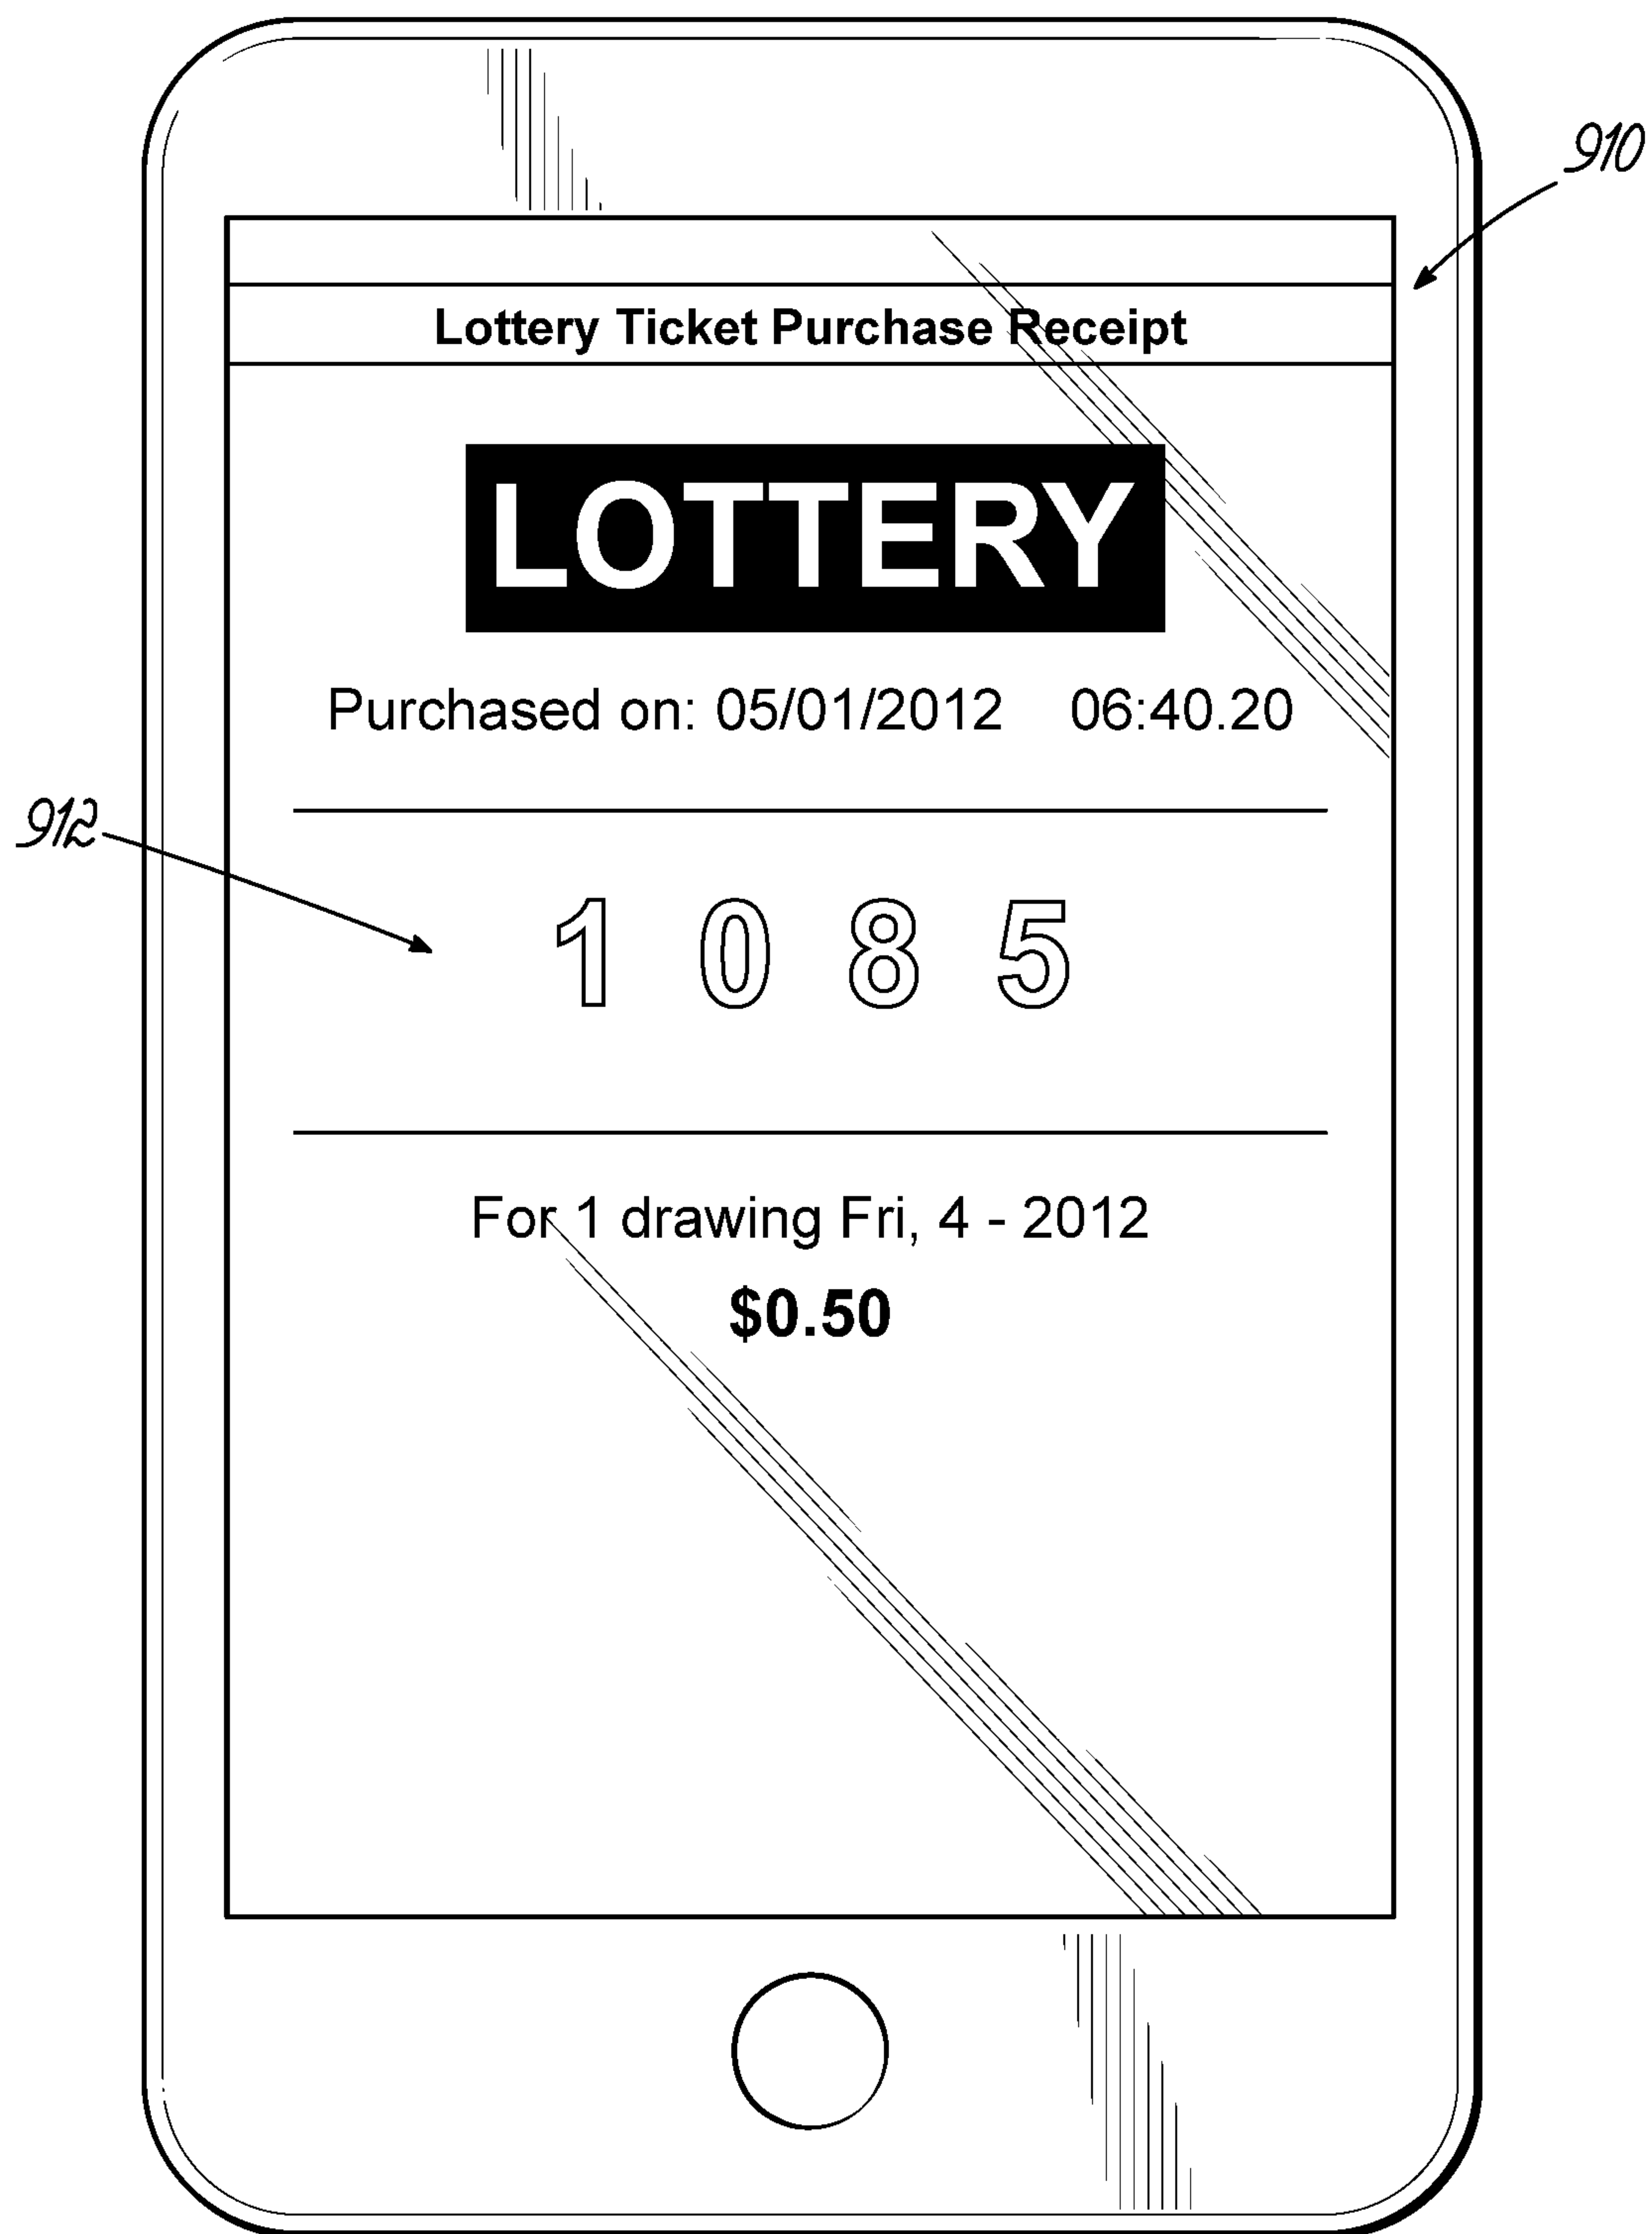 910
Lottery Ticket Purchase Receipt
LOTTERY
Purchased on: 05/01/2012 06:40.20
912
1 0 8 5
For 1 drawing Fri, 4 - 2012
$0.50